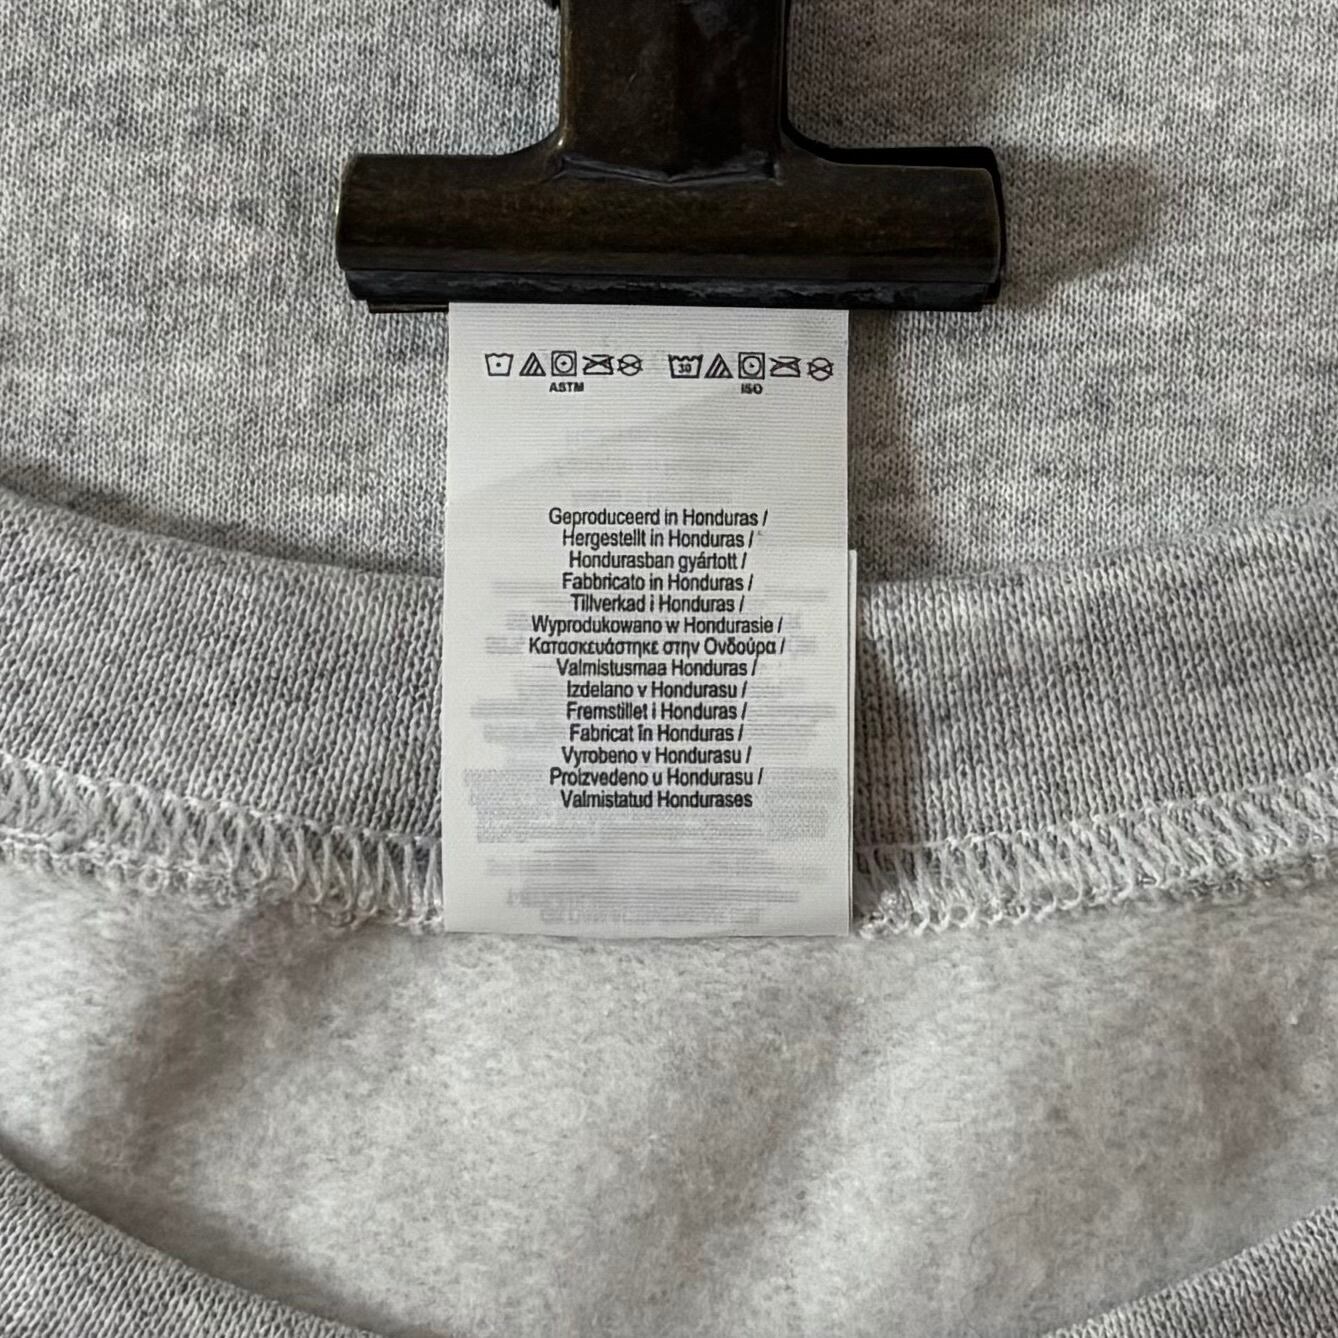 30
ASTM ISO
Geproduceerd in Honduras /
Hergestellt in Honduras /
Hondurasban gyártott /
Fabbricato in Honduras /
Tillverkad i Honduras /
Wyprodukowano w Hondurasie /
Κατασκευάστηκε στην Ονδούρα /
Valmistusmaa Honduras /
Izdelano v Hondurasu /
Fremstillet i Honduras /
Fabricat în Honduras /
Vyrobeno v Hondurasu /
Proizvedeno u Hondurasu /
Valmistatud Hondurases